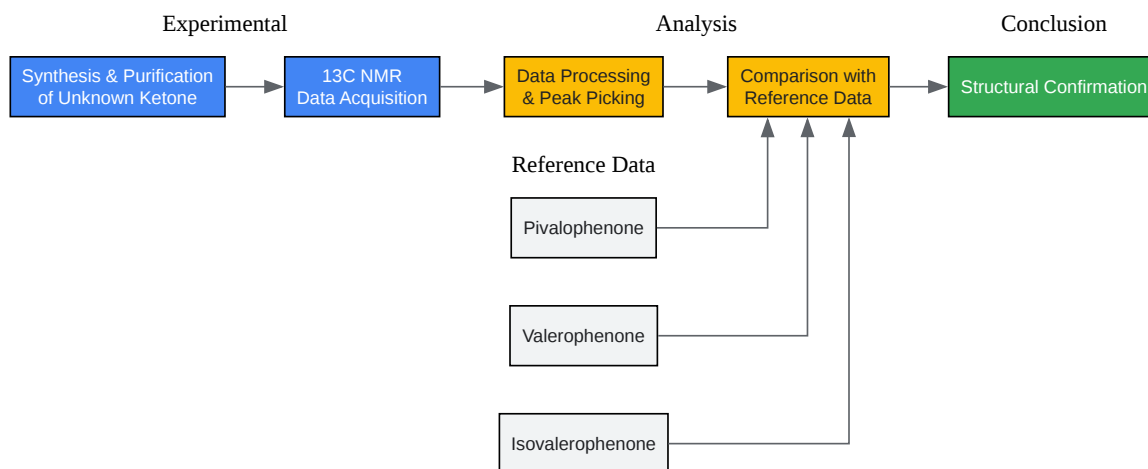 Experimental
Analysis
Conclusion
Synthesis & Purification
of Unknown Ketone
13C NMR
Data Acquisition
Data Processing
& Peak Picking
Comparison with
Reference Data
Structural Confirmation
Reference Data
Pivalophenone
Valerophenone
Isovalerophenone